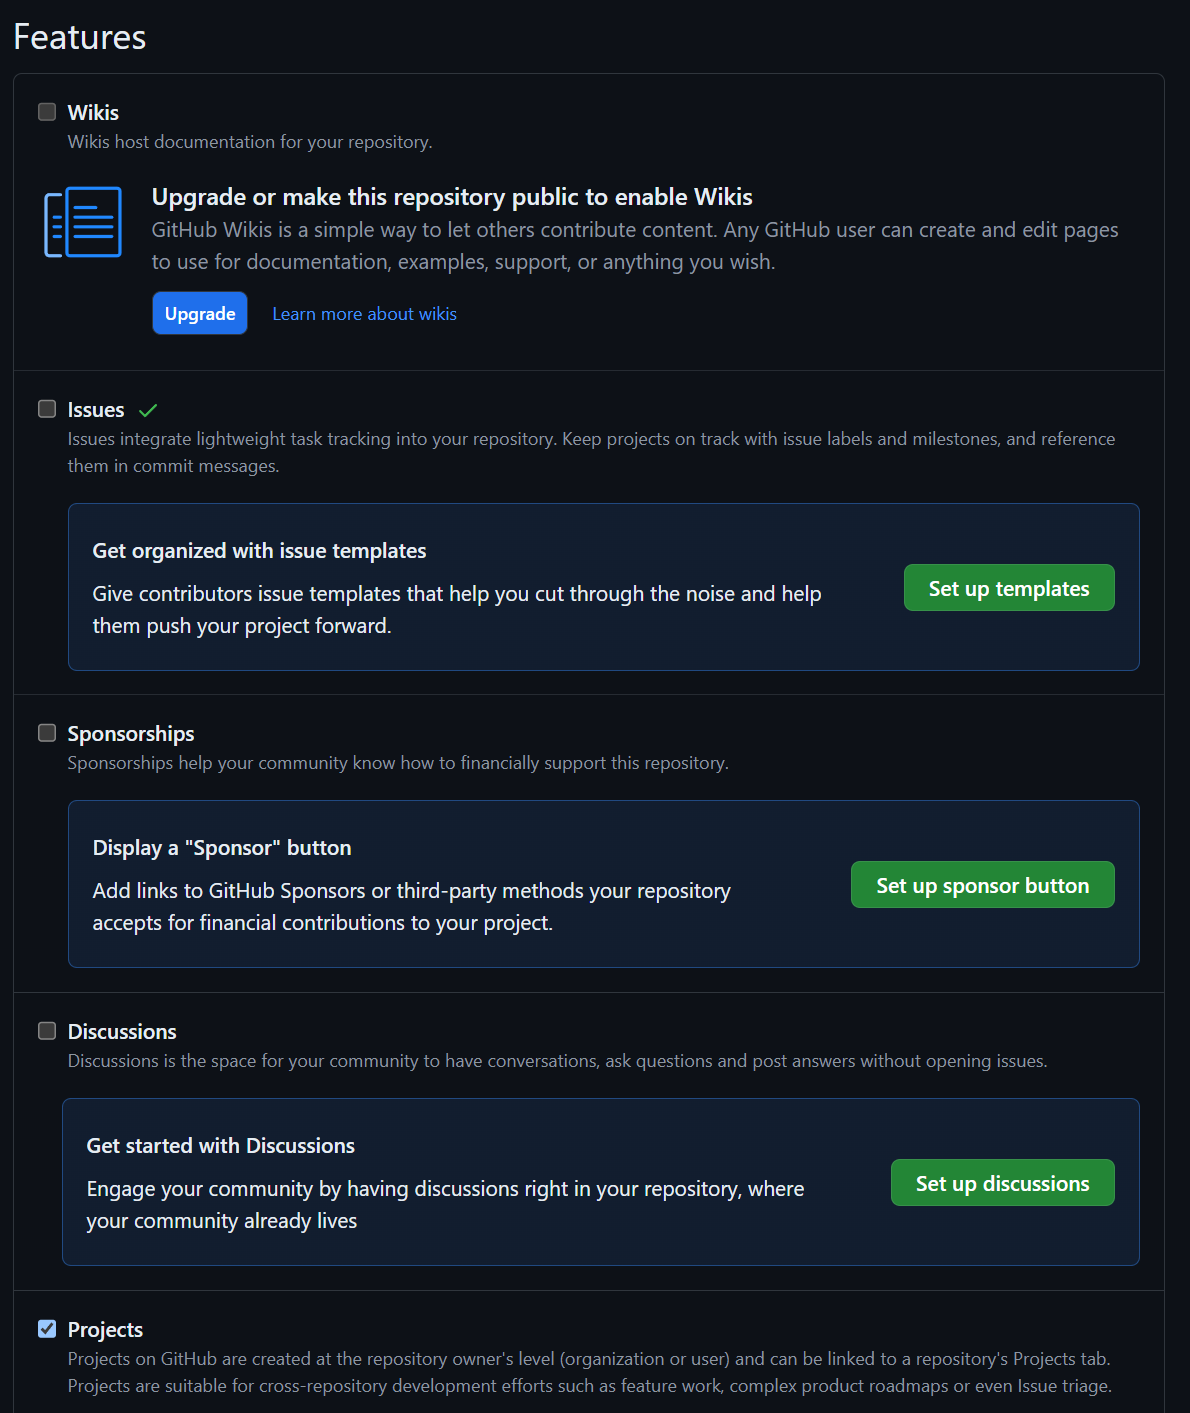 Features
Wikis
Wikis host documentation for your repository.
Upgrade or make this repository public to enable Wikis
GitHub Wikis is a simple way to let others contribute content. Any GitHub user can create and edit pages
to use for documentation, examples, support, or anything you wish.
Upgrade Learn more about wikis
Issues
Issues integrate lightweight task tracking into your repository. Keep projects on track with issue labels and milestones, and reference
them in commit messages.
Get organized with issue templates
Give contributors issue templates that help you cut through the noise and help
them push your project forward.
Set up templates
Sponsorships
Sponsorships help your community know how to financially support this repository.
Display a "Sponsor" button
Add links to GitHub Sponsors or third-party methods your repository
accepts for financial contributions to your project.
Set up sponsor button
Discussions
Discussions is the space for your community to have conversations, ask questions and post answers without opening issues.
Get started with Discussions
Engage your community by having discussions right in your repository, where
your community already lives
Set up discussions
Projects
Projects on GitHub are created at the repository owner's level (organization or user) and can be linked to a repository's Projects tab.
Projects are suitable for cross-repository development efforts such as feature work, complex product roadmaps or even Issue triage.